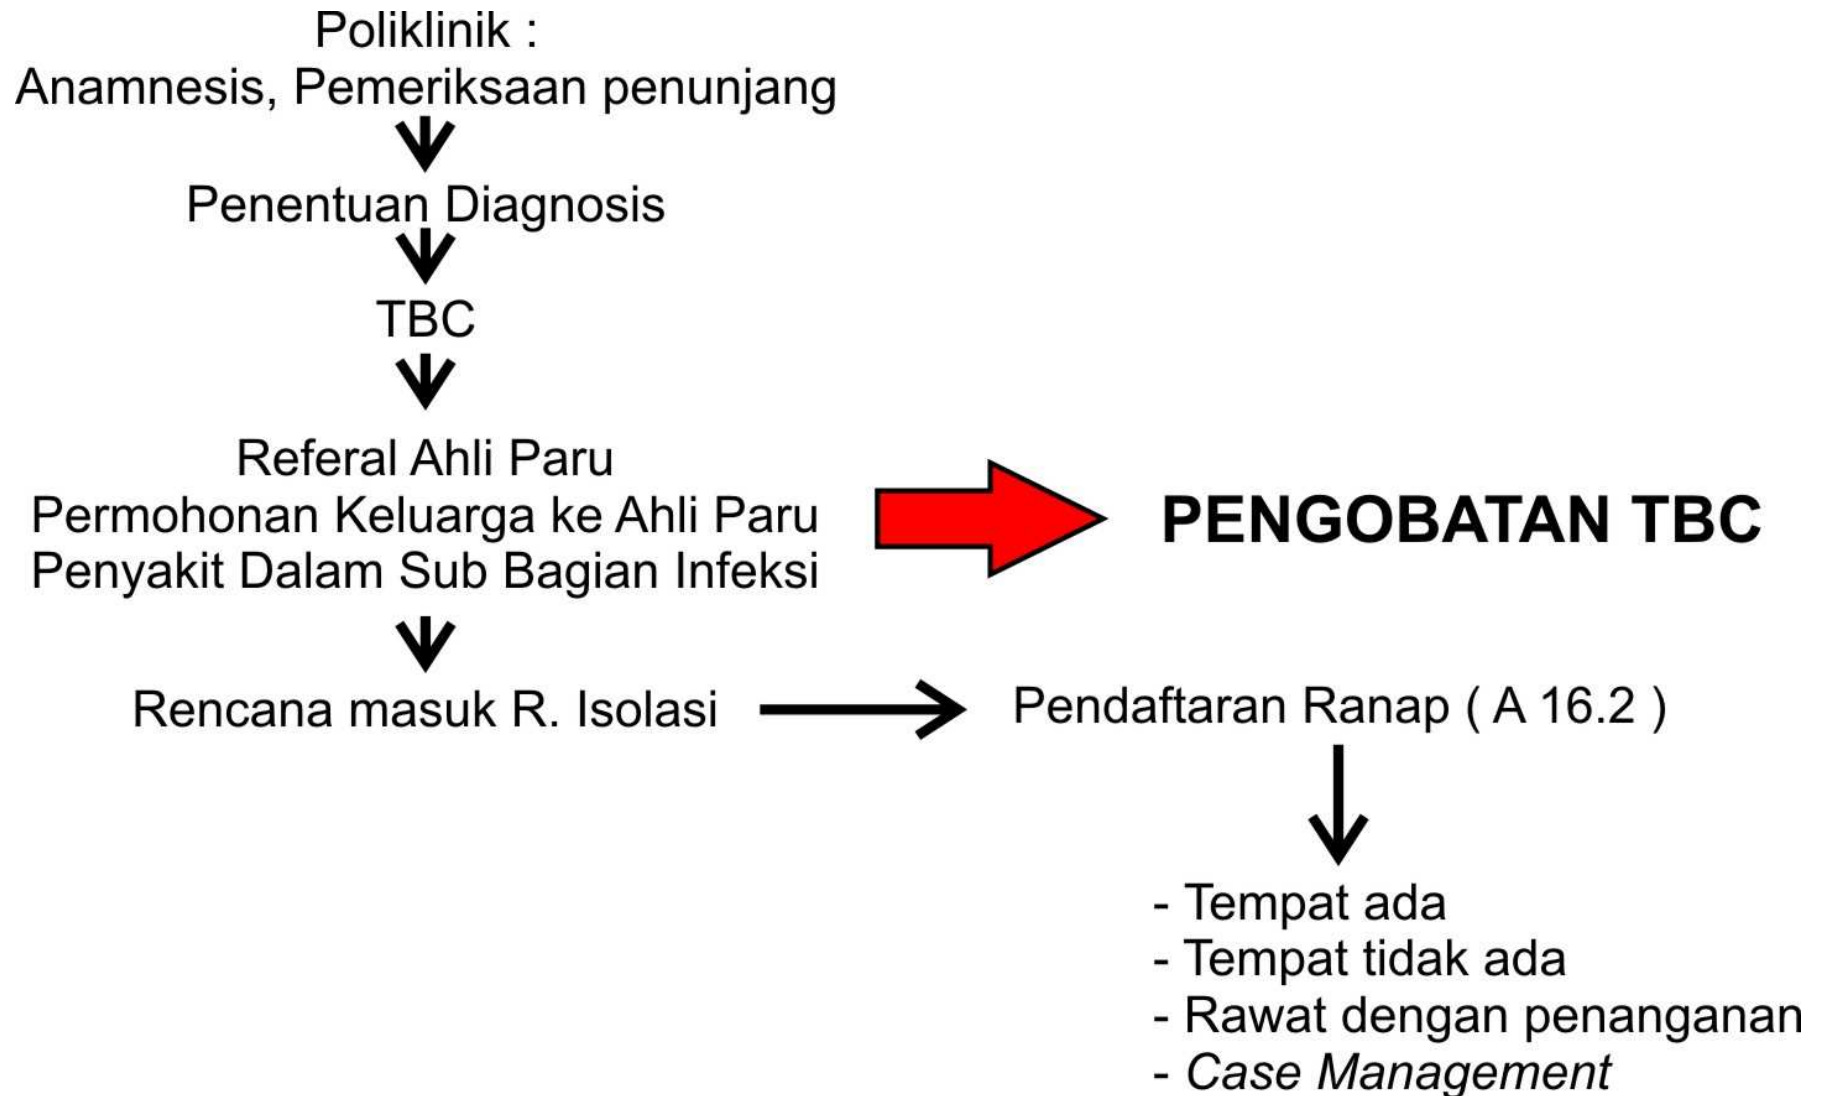 Poliklinik :
Anamnesis, Pemeriksaan penunjang
Penentuan Diagnosis
TBC
Referal Ahli Paru
Permohonan Keluarga ke Ahli Paru
Penyakit Dalam Sub Bagian Infeksi
PENGOBATAN TBC
Rencana masuk R. Isolasi
Pendaftaran Ranap ( A 16.2 )
- Tempat ada
- Tempat tidak ada
- Rawat dengan penanganan
- Case Management